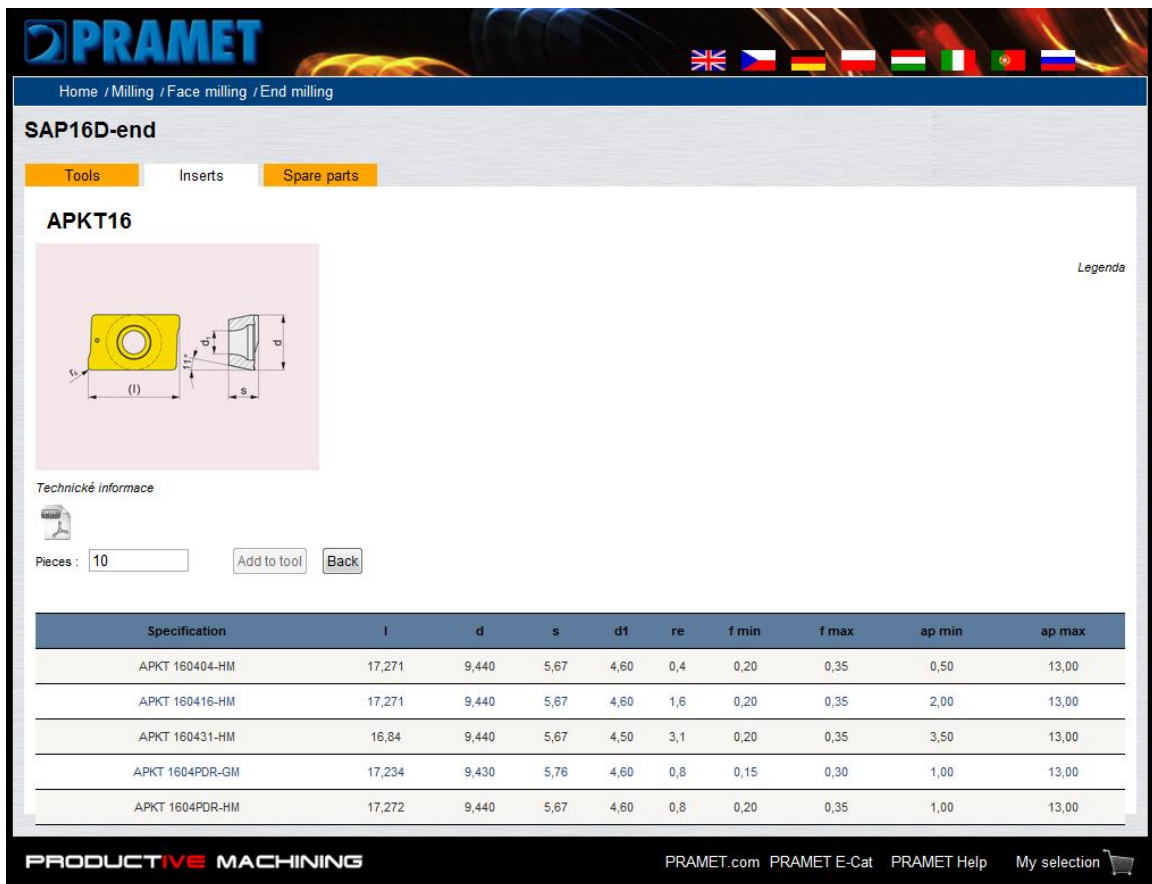 PRAMET
Home / Milling / Face milling / End milling
SAP16D-end
Tools Inserts Spare parts
APKT16
Legenda
d1 d
11°
rε
(l) s
Technické informace
Pieces : 10 Add to tool Back
Specification l d s d1 re f min f max ap min ap max
APKT 160404-HM 17,271 9,440 5,67 4,60 0,4 0,20 0,35 0,50 13,00
APKT 160416-HM 17,271 9,440 5,67 4,60 1,6 0,20 0,35 2,00 13,00
APKT 160431-HM 16,84 9,440 5,67 4,50 3,1 0,20 0,35 3,50 13,00
APKT 1604PDR-GM 17,234 9,430 5,76 4,60 0,8 0,15 0,30 1,00 13,00
APKT 1604PDR-HM 17,272 9,440 5,67 4,60 0,8 0,20 0,35 1,00 13,00
PRODUCTIVE MACHINING PRAMET.com PRAMET E-Cat PRAMET Help My selection